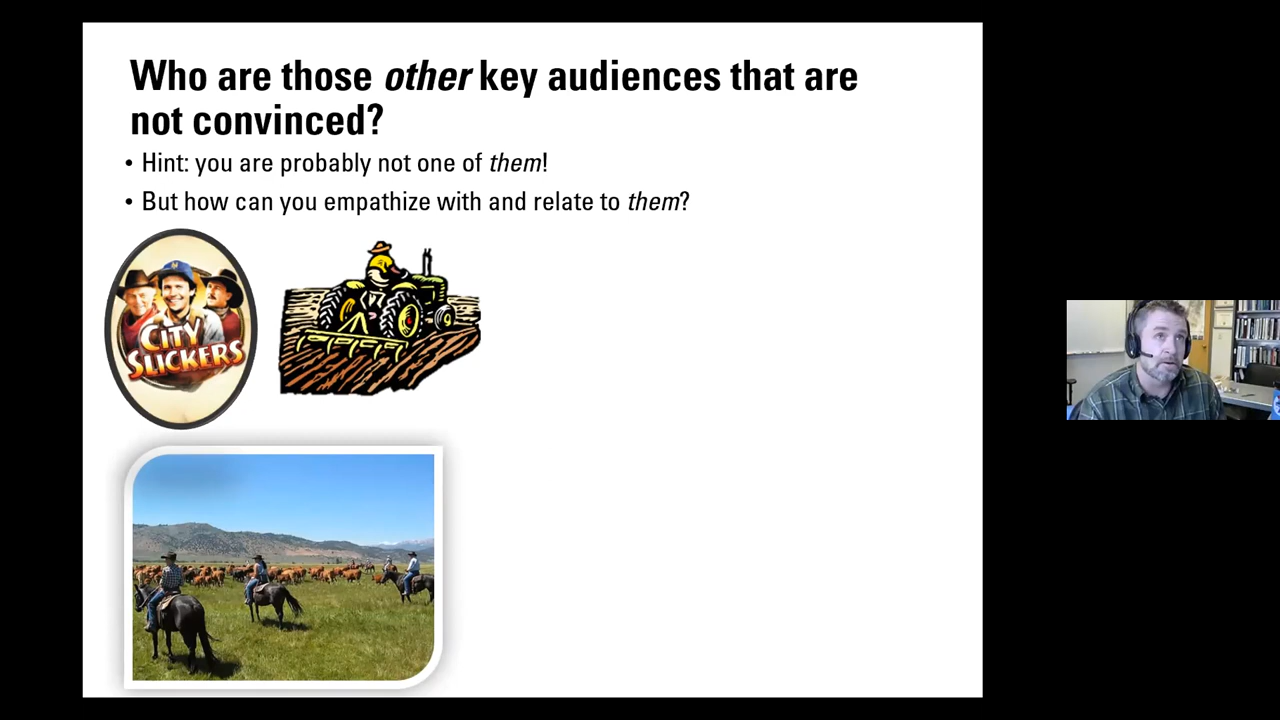 Who are those other key audiences that are
not convinced?
• Hint: you are probably not one of them!
• But how can you empathize with and relate to them?
CITY
SLICKERS